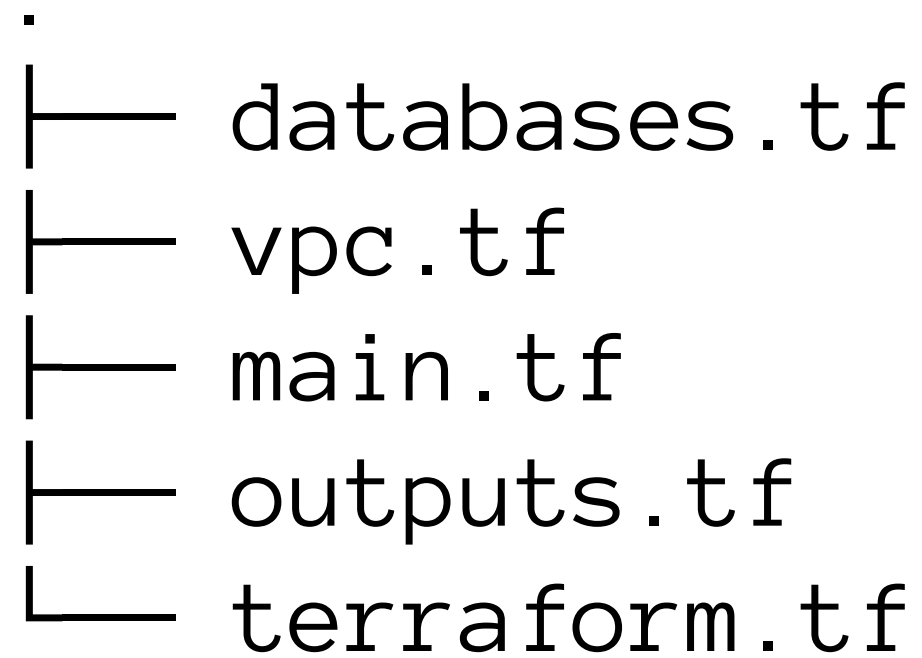 .
├── databases.tf
├── vpc.tf
├── main.tf
├── outputs.tf
└── terraform.tf